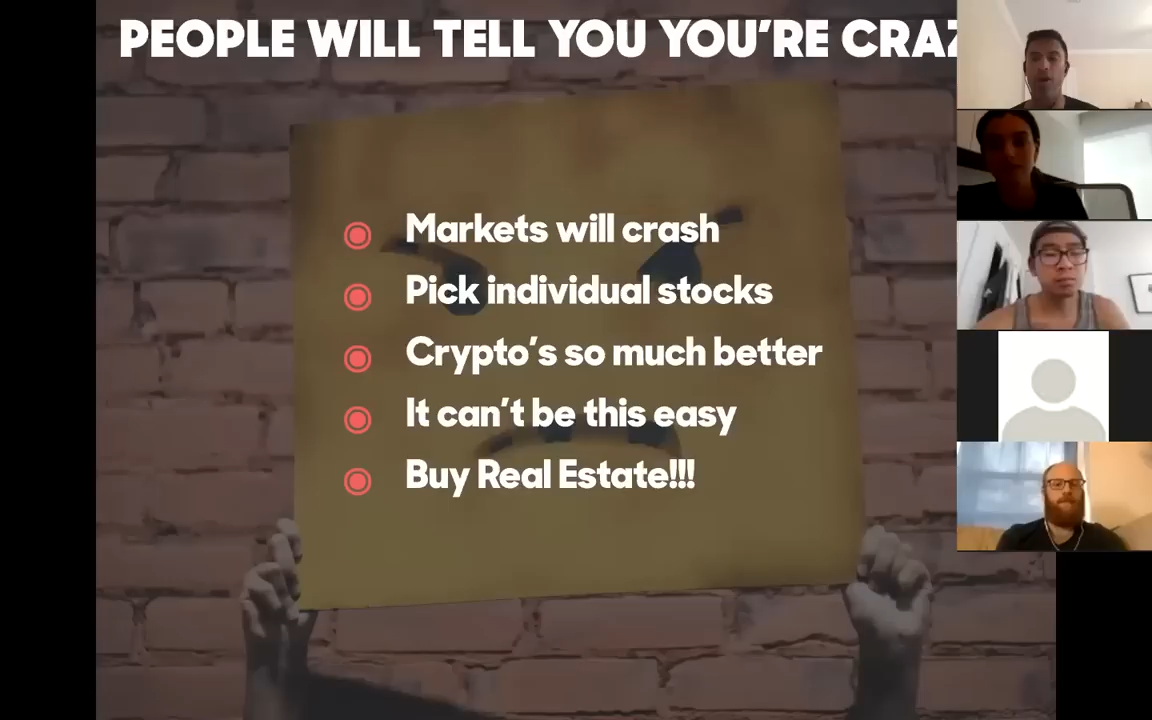 PEOPLE WILL TELL YOU YOU'RE CRAZ
Markets will crash
Pick individual stocks
Crypto's so much better
It can't be this easy
Buy Real Estate!!!